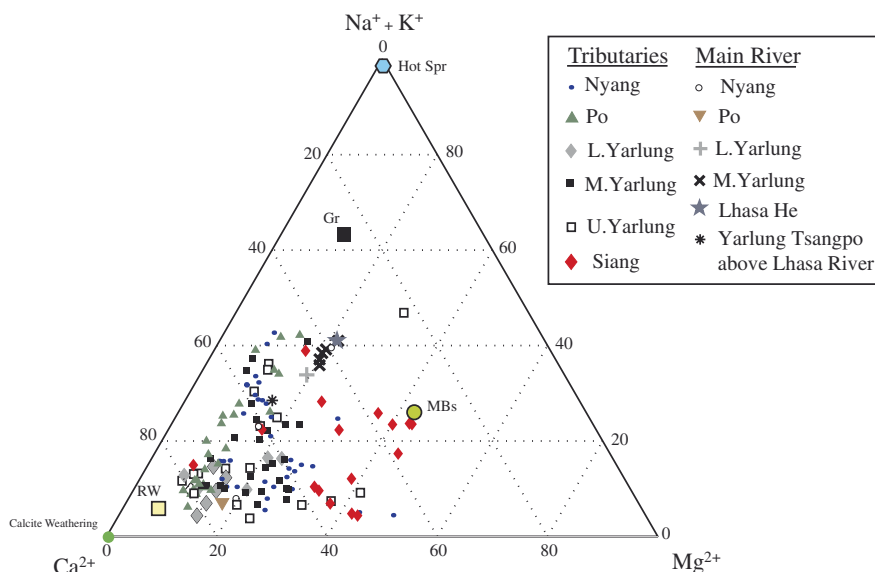 Na⁺ + K⁺
0
Hot Spr
Tributaries Main River
Nyang Nyang
Po Po
L.Yarlung L.Yarlung
M.Yarlung M.Yarlung
Lhasa He
U.Yarlung Yarlung Tsangpo
above Lhasa River
Siang
20 80
Gr
40 60
60 40
MBs
80 20
RW
Calcite Weathering
0 20 40 60 80 0
Ca²⁺ Mg²⁺